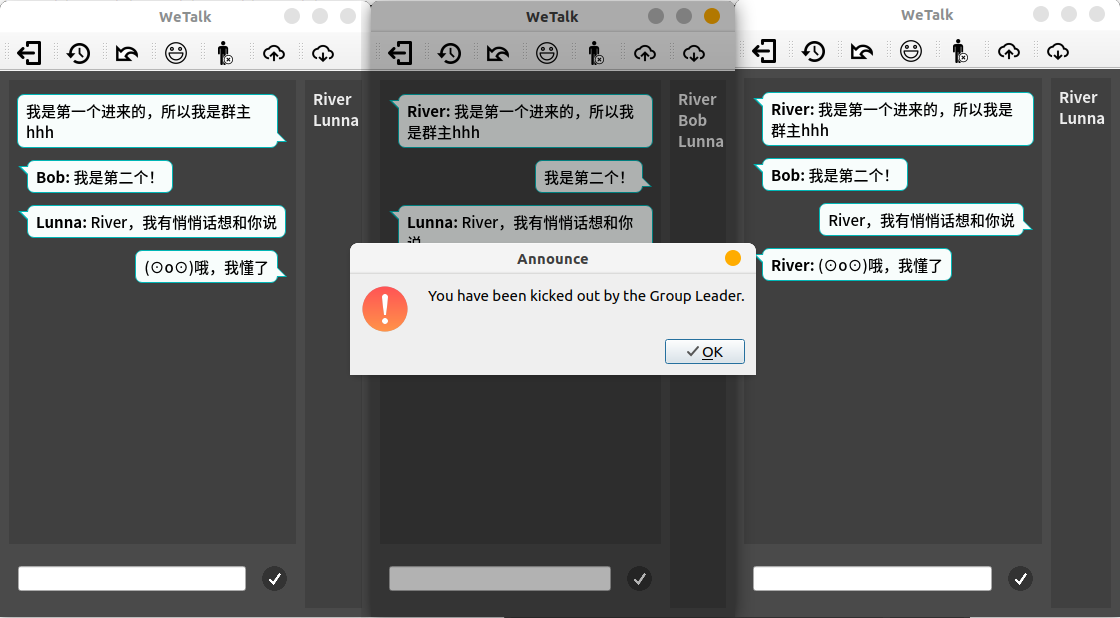 WeTalk
我是第一个进来的，所以我是群主
hhh
Bob: 我是第二个！
Lunna: River，我有悄悄话想和你说
(⊙o⊙)哦，我懂了
River
Lunna
WeTalk
River: 我是第一个进来的，所以我
是群主hhh
我是第二个！
Lunna: River，我有悄悄话想和你
说
River
Bob
Lunna
Announce
You have been kicked out by the Group Leader.
OK
WeTalk
River: 我是第一个进来的，所以我是
群主hhh
Bob: 我是第二个！
River，我有悄悄话想和你说
River: (⊙o⊙)哦，我懂了
River
Lunna